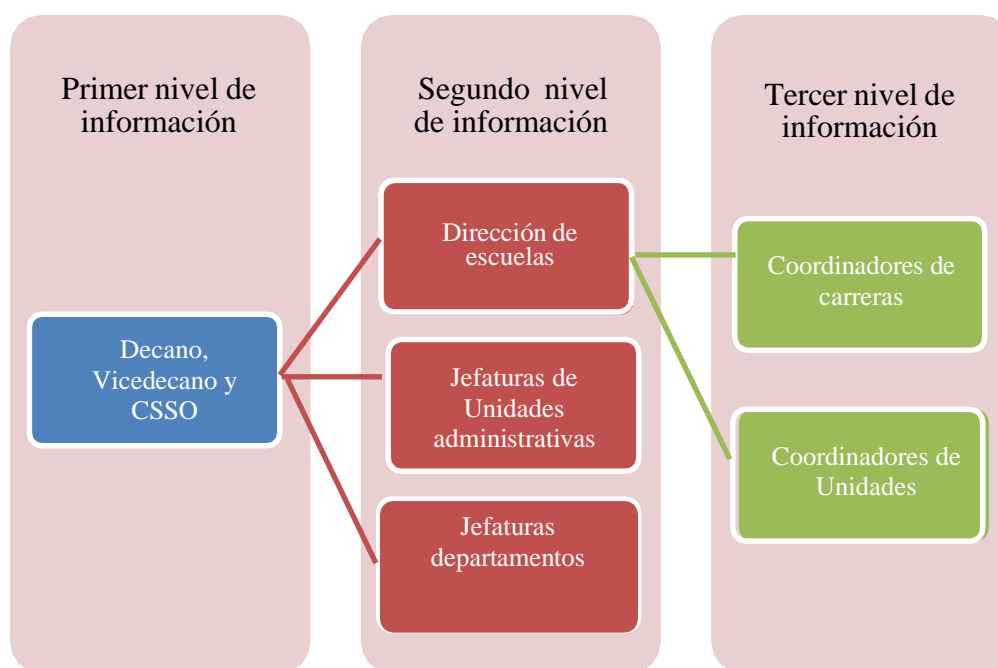 Primer nivel de
información
Decano,
Vicedecano y
CSSO
Segundo nivel
de información
Dirección de
escuelas
Jefaturas de
Unidades
administrativas
Jefaturas
departamentos
Tercer nivel de
información
Coordinadores de
carreras
Coordinadores de
Unidades